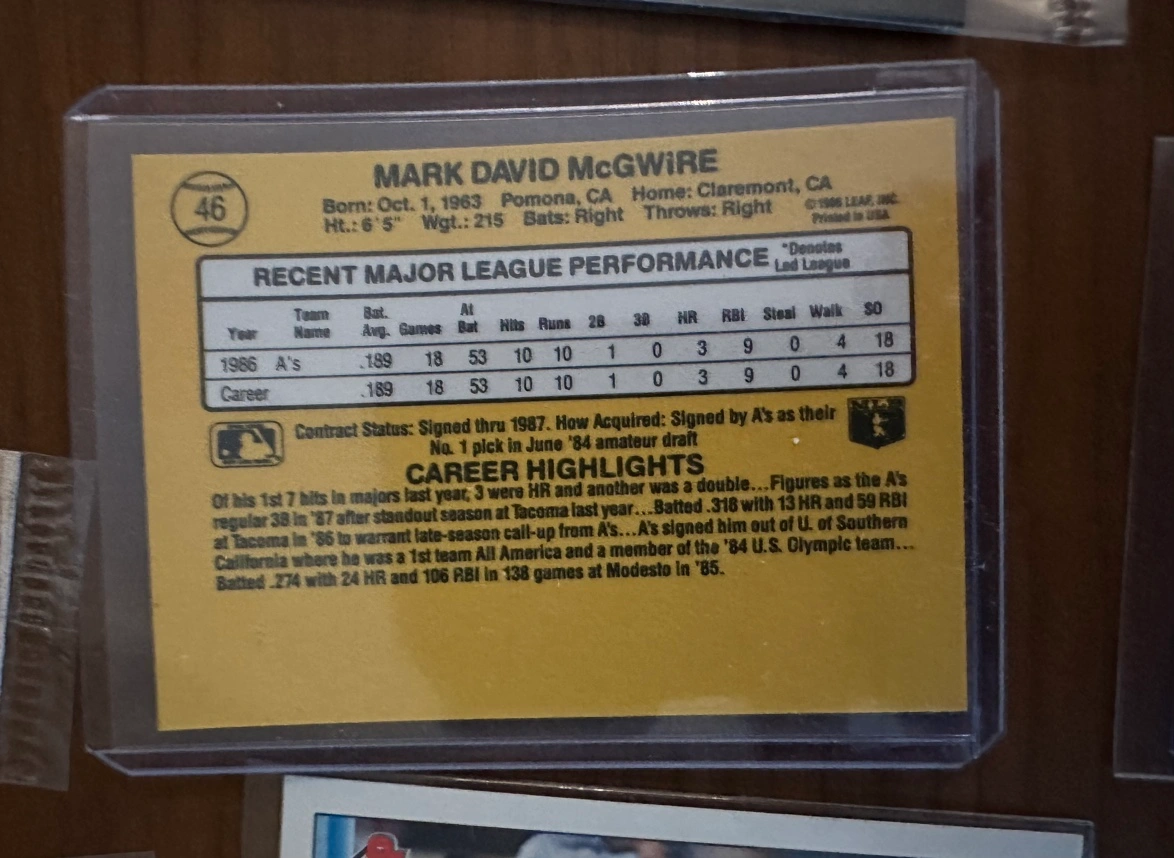 46
MARK DAVID McGWiRE
Born: Oct. 1, 1963 Pomona, CA Home: Claremont, CA
Ht.: 6'5" Wgt.: 215 Bats: Right Throws: Right
© 1986 LEAF, INC.
Printed in USA
RECENT MAJOR LEAGUE PERFORMANCE
*Denotes
Led League
Year Team Name Bat. Avg. Games At Bat Hits Runs 2B 3B HR RBI Steal Walk SO
1986 A's .189 18 53 10 10 1 0 3 9 0 4 18
Career .189 18 53 10 10 1 0 3 9 0 4 18
Contract Status: Signed thru 1987. How Acquired: Signed by A's as their
No. 1 pick in June '84 amateur draft
CAREER HIGHLIGHTS
Of his 1st 7 hits in majors last year, 3 were HR and another was a double...Figures as the A's
regular 3B in '87 after standout season at Tacoma last year...Batted .318 with 13 HR and 59 RBI
at Tacoma in '86 to warrant late-season call-up from A's...A's signed him out of U. of Southern
California where he was a 1st team All America and a member of the '84 U.S. Olympic team...
Batted .274 with 24 HR and 106 RBI in 138 games at Modesto in '85.